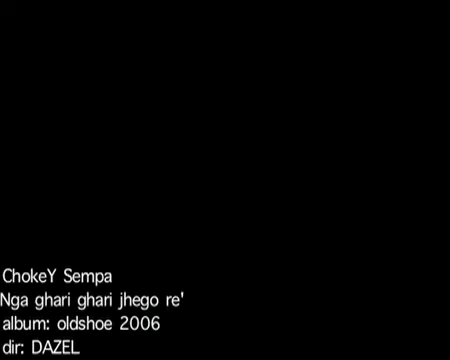 ChokeY Sempa
Nga ghari ghari jhego re'
album: oldshoe 2006
dir: DAZEL